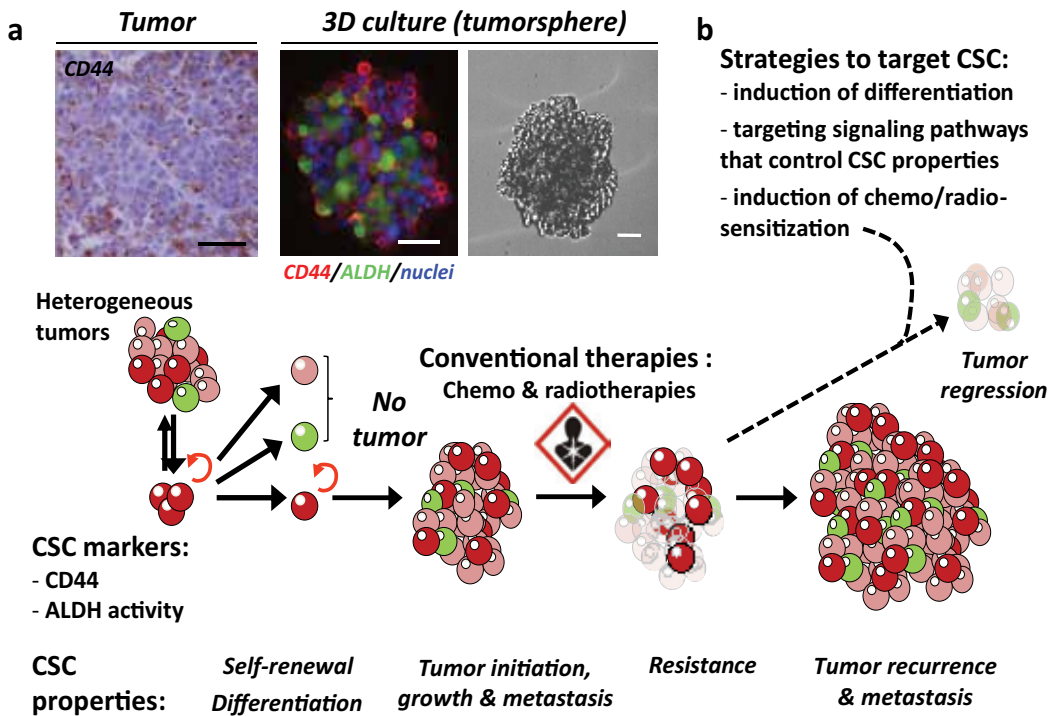 a
Tumor
3D culture (tumorsphere)
CD44
CD44/ALDH/nuclei
b
Strategies to target CSC:
- induction of differentiation
- targeting signaling pathways
that control CSC properties
- induction of chemo/radio-
sensitization
Heterogeneous
tumors
No
tumor
Conventional therapies :
Chemo & radiotherapies
Tumor
regression
CSC markers:
- CD44
- ALDH activity
CSC
properties:
Self-renewal
Differentiation
Tumor initiation,
growth & metastasis
Resistance
Tumor recurrence
& metastasis